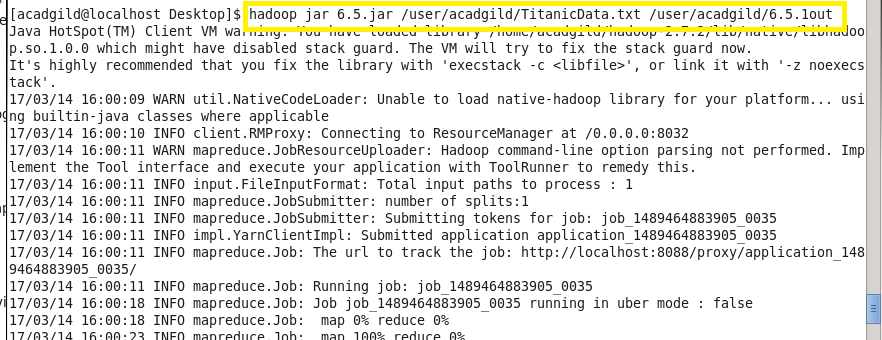 [acadgild@localhost Desktop]$ hadoop jar 6.5.jar /user/acadgild/TitanicData.txt /user/acadgild/6.5.1out
Java HotSpot(TM) Client VM warning: You have loaded library /home/acadgild/hadoop-2.7.2/lib/native/libhadoo
p.so.1.0.0 which might have disabled stack guard. The VM will try to fix the stack guard now.
It's highly recommended that you fix the library with 'execstack -c <libfile>', or link it with '-z noexecs
tack'.
17/03/14 16:00:09 WARN util.NativeCodeLoader: Unable to load native-hadoop library for your platform... usi
ng builtin-java classes where applicable
17/03/14 16:00:10 INFO client.RMProxy: Connecting to ResourceManager at /0.0.0.0:8032
17/03/14 16:00:11 WARN mapreduce.JobResourceUploader: Hadoop command-line option parsing not performed. Imp
lement the Tool interface and execute your application with ToolRunner to remedy this.
17/03/14 16:00:11 INFO input.FileInputFormat: Total input paths to process : 1
17/03/14 16:00:11 INFO mapreduce.JobSubmitter: number of splits:1
17/03/14 16:00:11 INFO mapreduce.JobSubmitter: Submitting tokens for job: job_1489464883905_0035
17/03/14 16:00:11 INFO impl.YarnClientImpl: Submitted application application_1489464883905_0035
17/03/14 16:00:11 INFO mapreduce.Job: The url to track the job: http://localhost:8088/proxy/application_148
9464883905_0035/
17/03/14 16:00:11 INFO mapreduce.Job: Running job: job_1489464883905_0035
17/03/14 16:00:18 INFO mapreduce.Job: Job job_1489464883905_0035 running in uber mode : false
17/03/14 16:00:18 INFO mapreduce.Job:  map 0% reduce 0%
17/03/14 16:00:23 INFO mapreduce.Job:  map 100% reduce 0%